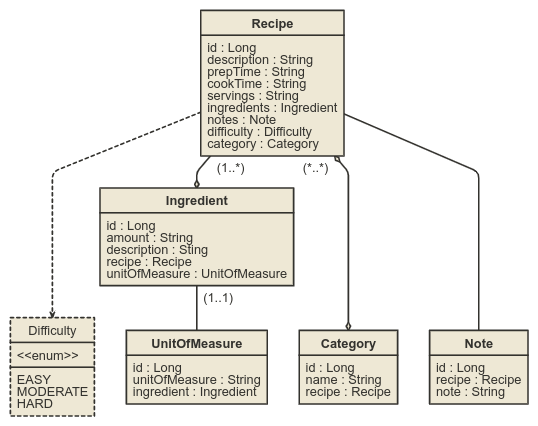 Recipe
id : Long
description : String
prepTime : String
cookTime : String
servings : String
ingredients : Ingredient
notes : Note
difficulty : Difficulty
category : Category
(1..*)
(*..*)
Ingredient
id : Long
amount : String
description : Sting
recipe : Recipe
unitOfMeasure : UnitOfMeasure
(1..1)
Difficulty
<<enum>>
EASY
MODERATE
HARD
UnitOfMeasure
id : Long
unitOfMeasure : String
ingredient : Ingredient
Category
id : Long
name : String
recipe : Recipe
Note
id : Long
recipe : Recipe
note : String